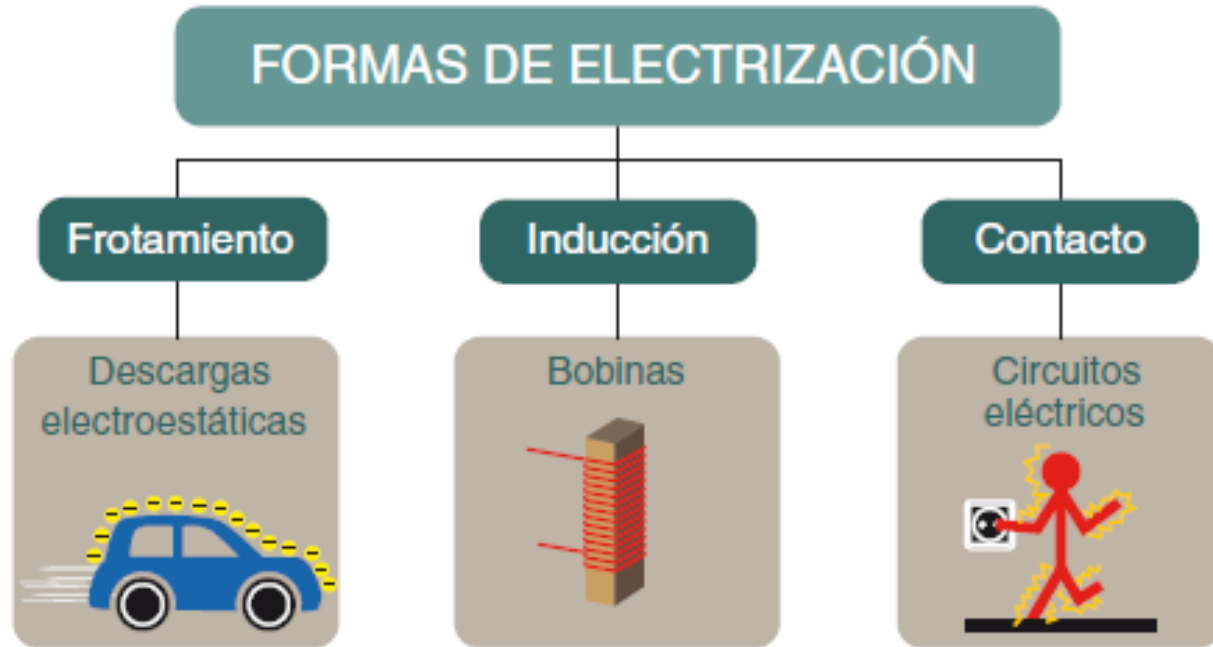 FORMAS DE ELECTRIZACIÓN
Frotamiento
Inducción
Contacto
Descargas
electroestáticas
Bobinas
Circuitos
eléctricos